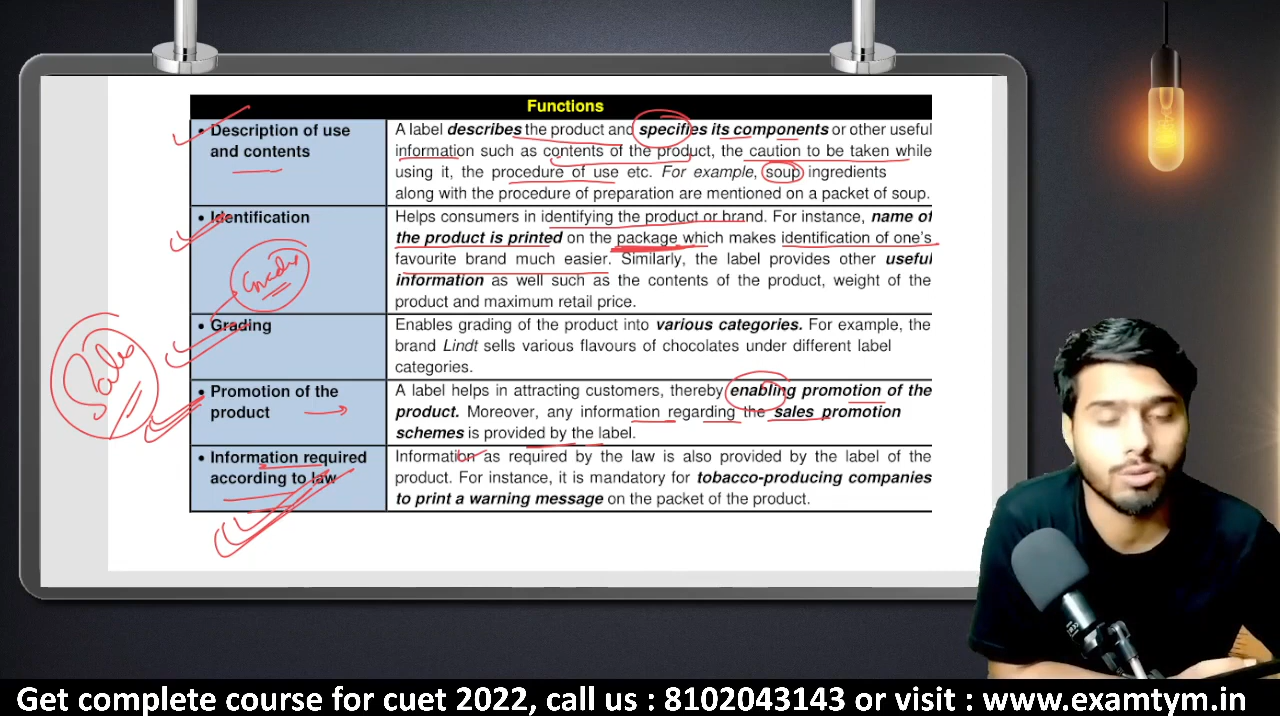 Functions
• Description of use
and contents
A label describes the product and specifies its components or other useful
information such as contents of the product, the caution to be taken while
using it, the procedure of use etc. For example, soup ingredients
along with the procedure of preparation are mentioned on a packet of soup.
• Identification
Helps consumers in identifying the product or brand. For instance, name of
the product is printed on the package which makes identification of one's
favourite brand much easier. Similarly, the label provides other useful
information as well such as the contents of the product, weight of the
product and maximum retail price.
• Grading
Enables grading of the product into various categories. For example, the
brand Lindt sells various flavours of chocolates under different label
categories.
• Promotion of the
product
A label helps in attracting customers, thereby enabling promotion of the
product. Moreover, any information regarding the sales promotion
schemes is provided by the label.
• Information required
according to law
Information as required by the law is also provided by the label of the
product. For instance, it is mandatory for tobacco-producing companies
to print a warning message on the packet of the product.
Sales
Get complete course for cuet 2022, call us : 8102043143 or visit : www.examtym.in